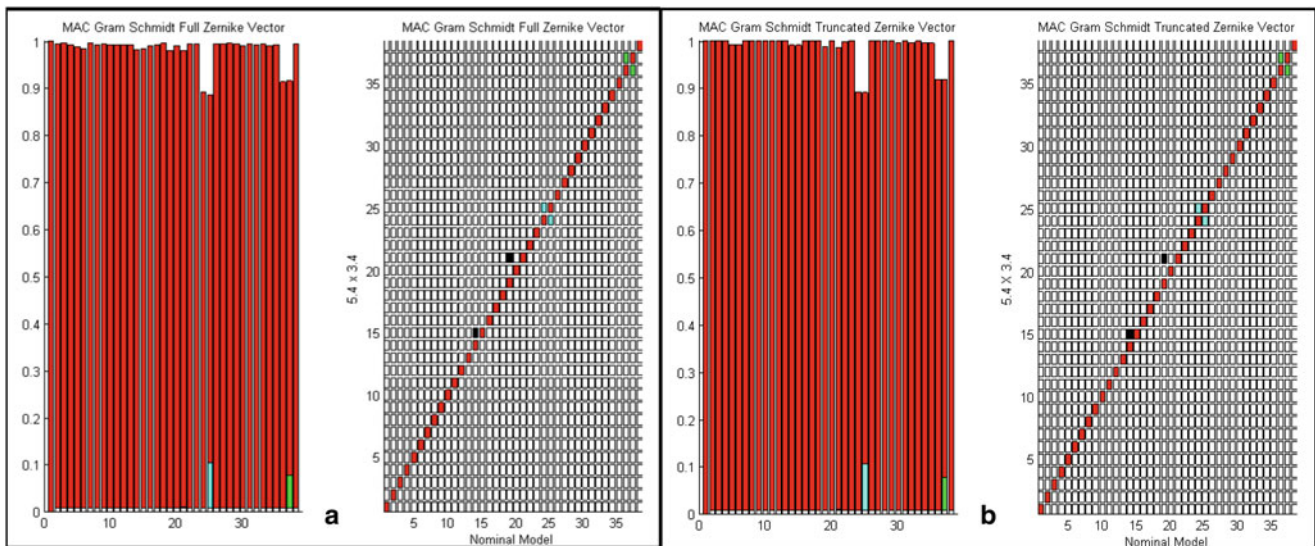 MAC Gram Schmidt Full Zernike Vector
MAC Gram Schmidt Full Zernike Vector
1
0.9
0.8
0.7
0.6
0.5
0.4
0.3
0.2
0.1
0
0 10 20 30
a
5.4 x 3.4
35
30
25
20
15
10
5
5 10 15 20 25 30 35
Nominal Model
MAC Gram Schmidt Truncated Zernike Vector
MAC Gram Schmidt Truncated Zernike Vector
1
0.9
0.8
0.7
0.6
0.5
0.4
0.3
0.2
0.1
0
0 10 20 30
b
5.4 X 3.4
35
30
25
20
15
10
5
5 10 15 20 25 30 35
Nominal Model